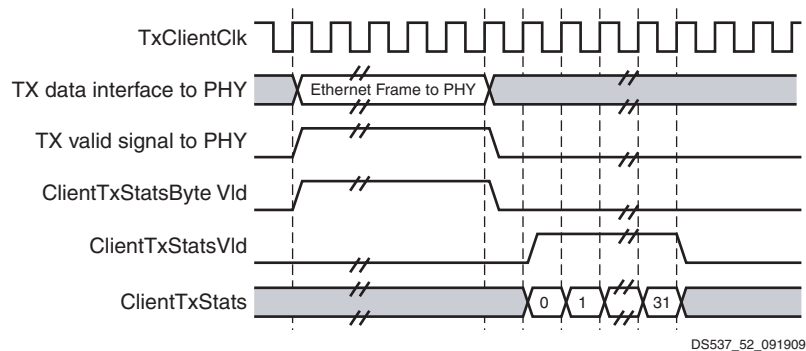 TxClientClk
TX data interface to PHY
Ethernet Frame to PHY
TX valid signal to PHY
ClientTxStatsByte Vld
ClientTxStatsVld
ClientTxStats
0 1 31
DS537_52_091909